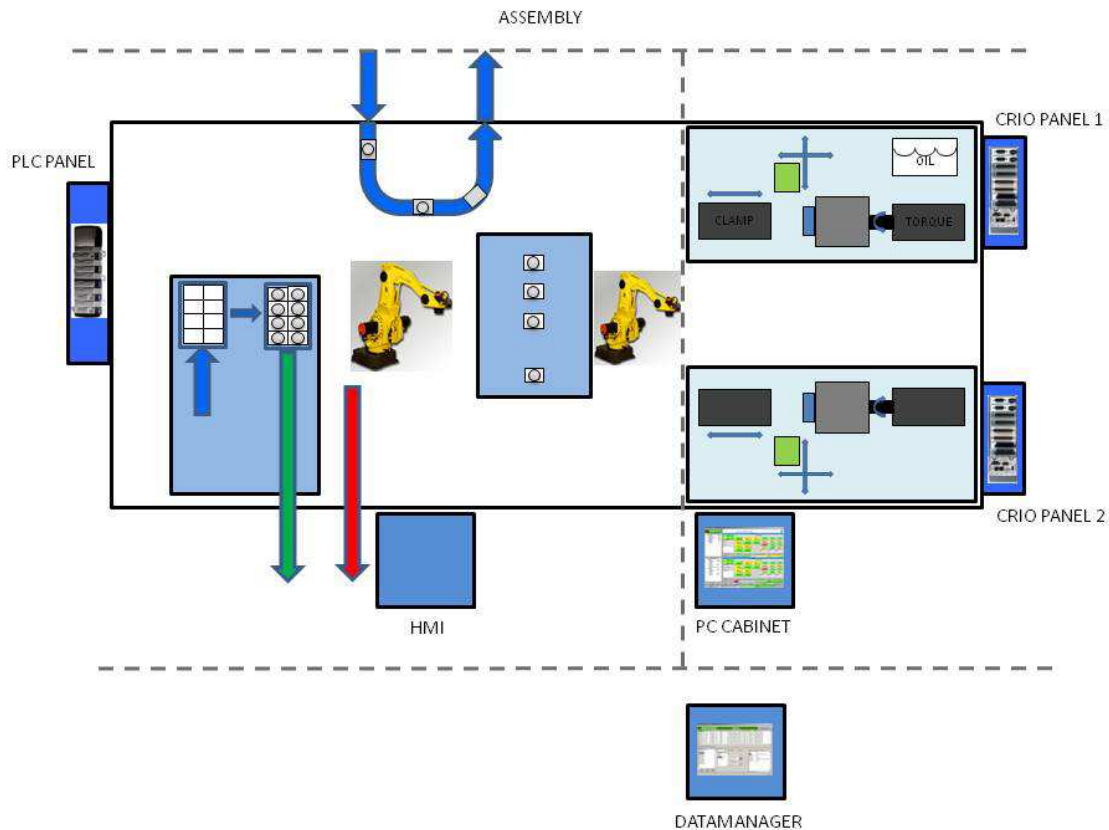 ASSEMBLY
CRIO PANEL 1
PLC PANEL
OIL
CLAMP
TORQUE
CRIO PANEL 2
HMI
PC CABINET
DATAMANAGER